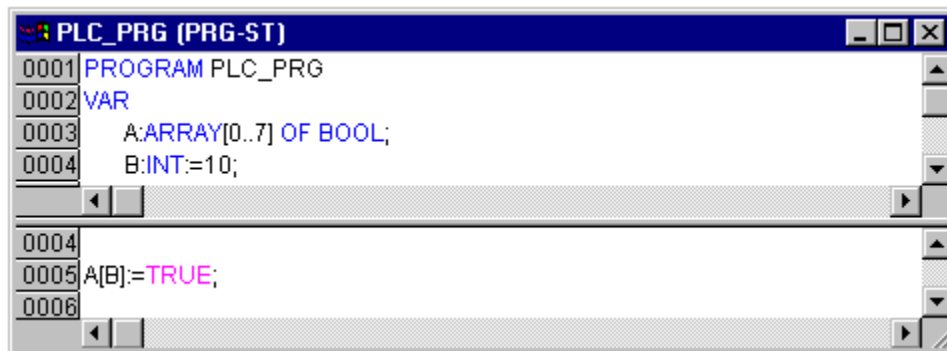 PLC_PRG (PRG-ST)
0001 PROGRAM PLC_PRG
0002 VAR
0003 A:ARRAY[0..7] OF BOOL;
0004 B:INT:=10;
0004
0005 A[B]:=TRUE;
0006